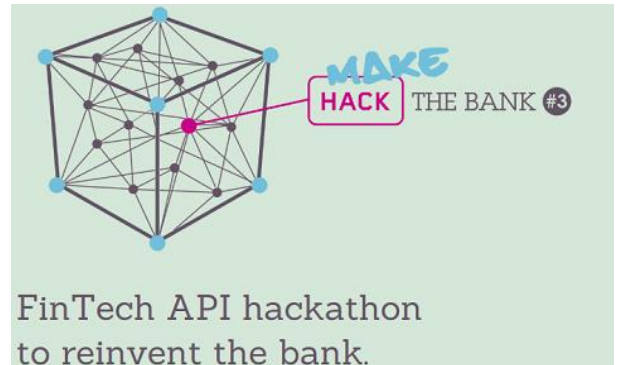 MAKE
HACK THE BANK #3
FinTech API hackathon
to reinvent the bank.